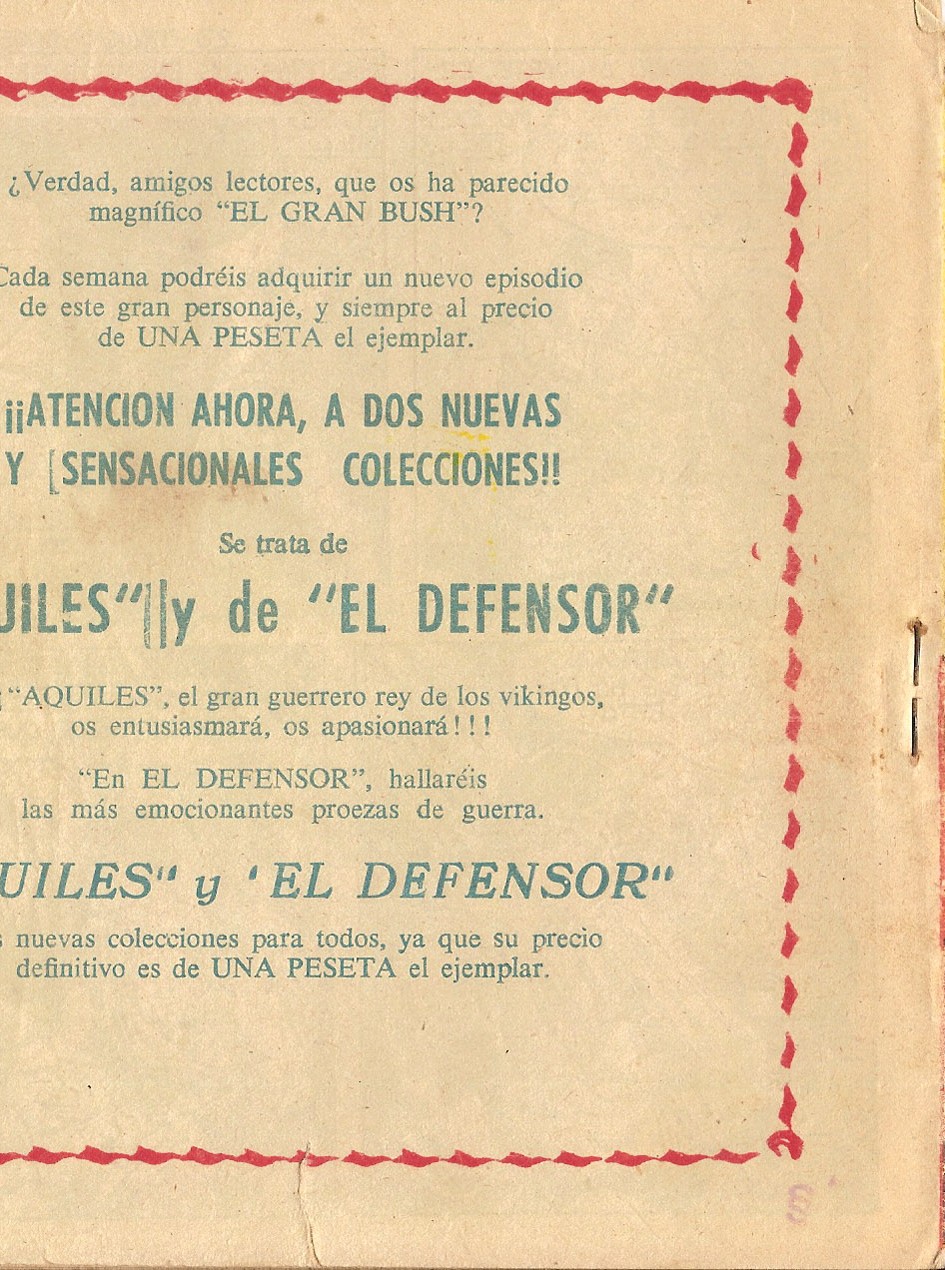 ¿Verdad, amigos lectores, que os ha parecido
magnífico “EL GRAN BUSH”?
Cada semana podréis adquirir un nuevo episodio
de este gran personaje, y siempre al precio
de UNA PESETA el ejemplar.
¡¡ATENCION AHORA, A DOS NUEVAS
Y SENSACIONALES COLECCIONES!!
Se trata de
UILES“ y de “EL DEFENSOR“
¡“AQUILES”, el gran guerrero rey de los vikingos,
os entusiasmará, os apasionará!!!
“En EL DEFENSOR”, hallaréis
las más emocionantes proezas de guerra.
UILES“ y ‘EL DEFENSOR“
s nuevas colecciones para todos, ya que su precio
definitivo es de UNA PESETA el ejemplar.